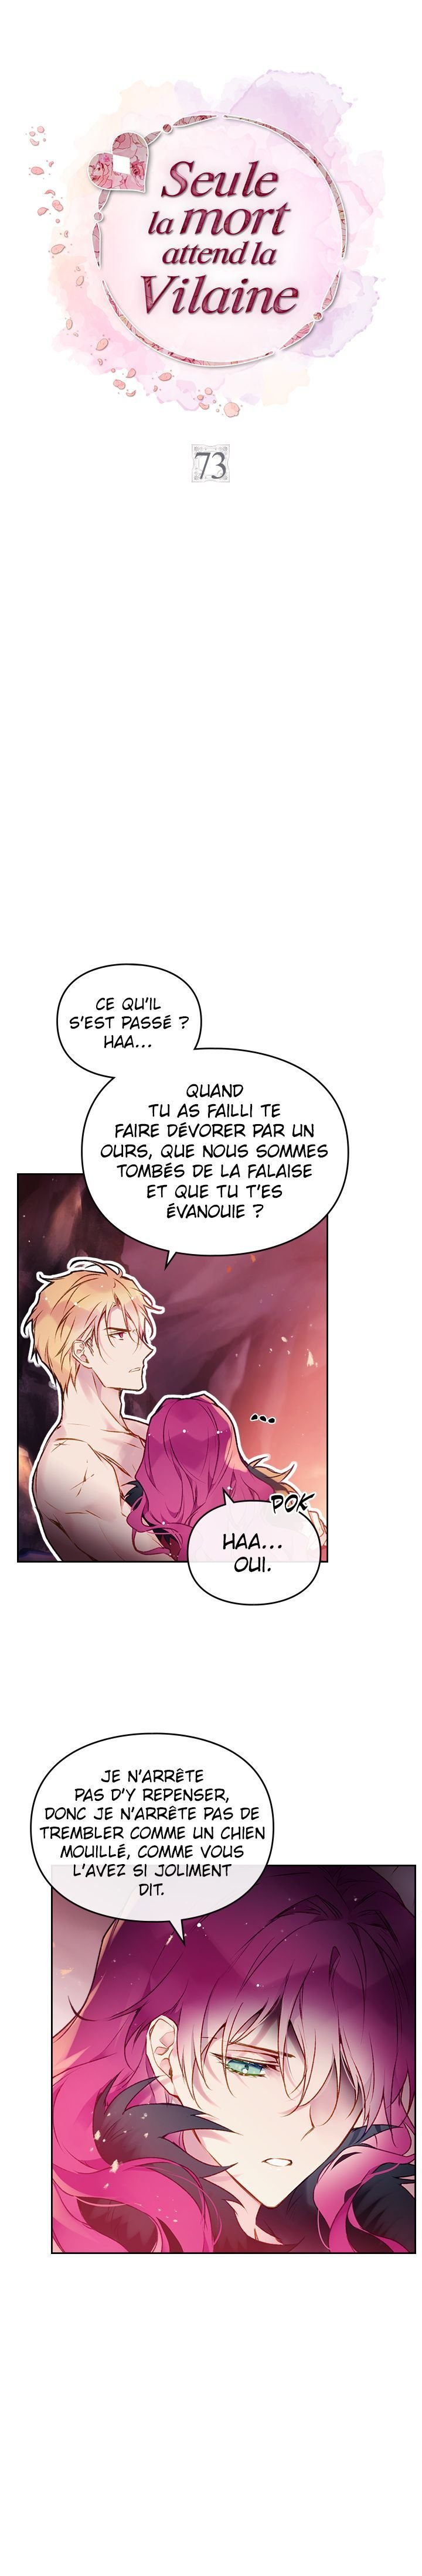 Seule
la mort
attend la
Vilaine
73
CE QU'IL
S'EST PASSÉ ?
HAA...
QUAND
TU AS FAILLI TE
FAIRE DÉVORER PAR UN
OURS, QUE NOUS SOMMES
TOMBÉS DE LA FALAISE
ET QUE TU T'ES
ÉVANOUIE ?
...
POK
HAA...
OUI.
JE N'ARRÊTE
PAS D'Y REPENSER,
DONC JE N'ARRÊTE PAS DE
TREMBLER COMME UN CHIEN
MOUILLÉ, COMME VOUS
L'AVEZ SI JOLIMENT
DIT.